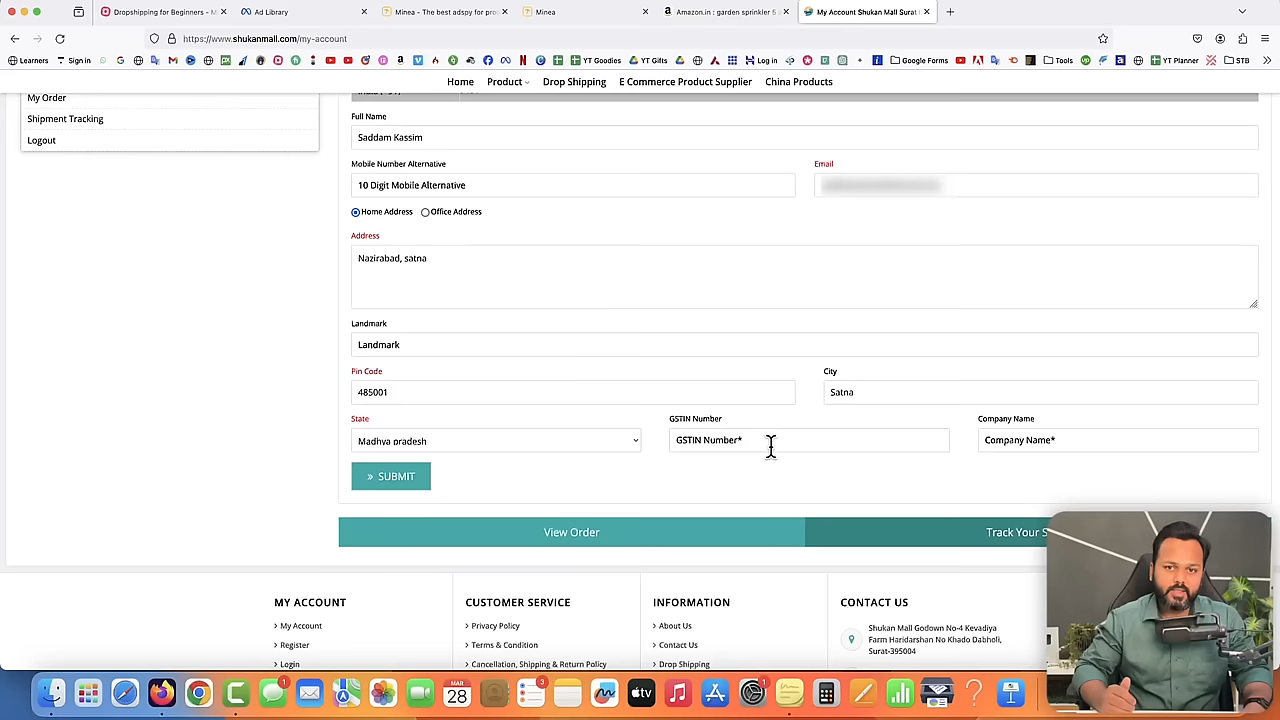 Dropshipping for Beginners - M
Ad Library
Minea - The best adspy for pro
Minea
Amazon.in : garden sprinkler 5
My Account Shukan Mall Surat
https://www.shukanmall.com/my-account
Learners
Sign in
YT Goodies
YT Gifts
Log in
Google Forms
Tools
YT Planner
STB
Home
Product
Drop Shipping
E Commerce Product Supplier
China Products
My Order
Shipment Tracking
Logout
Full Name
Saddam Kassim
Mobile Number Alternative
Email
10 Digit Mobile Alternative
Home Address
Office Address
Address
Nazirabad, satna
Landmark
Landmark
Pin Code
City
485001
Satna
State
GSTIN Number
Company Name
Madhya pradesh
GSTIN Number*
Company Name*
» SUBMIT
View Order
Track Your S
MY ACCOUNT
CUSTOMER SERVICE
INFORMATION
CONTACT US
› My Account
› Privacy Policy
› About Us
Shukan Mall Godown No-4 Kevadiya
Farm Haridarshan No Khado Dabholi,
Surat-395004
› Register
› Terms & Condition
› Contact Us
› Login
› Cancellation, Shipping & Return Policy
› Drop Shipping
MAR
28
tv
1
3
1